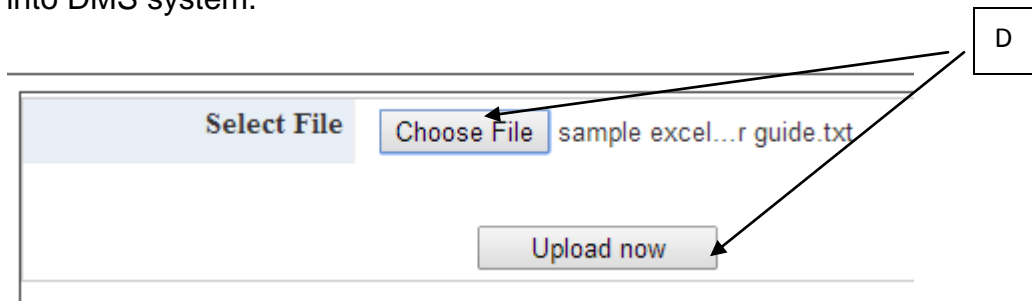 into DMS system.
D
Select File Choose File sample excel...r guide.txt
Upload now